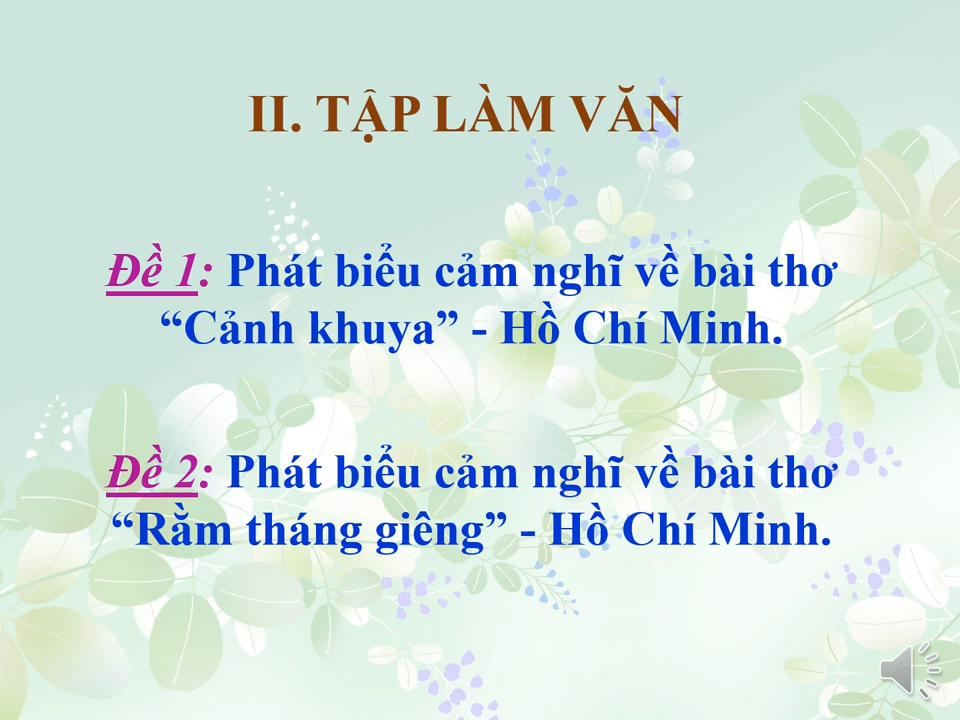 II. TẬP LÀM VĂN
Đề 1: Phát biểu cảm nghĩ về bài thơ
“Cảnh khuya” - Hồ Chí Minh.
Đề 2: Phát biểu cảm nghĩ về bài thơ
“Rằm tháng giêng” - Hồ Chí Minh.